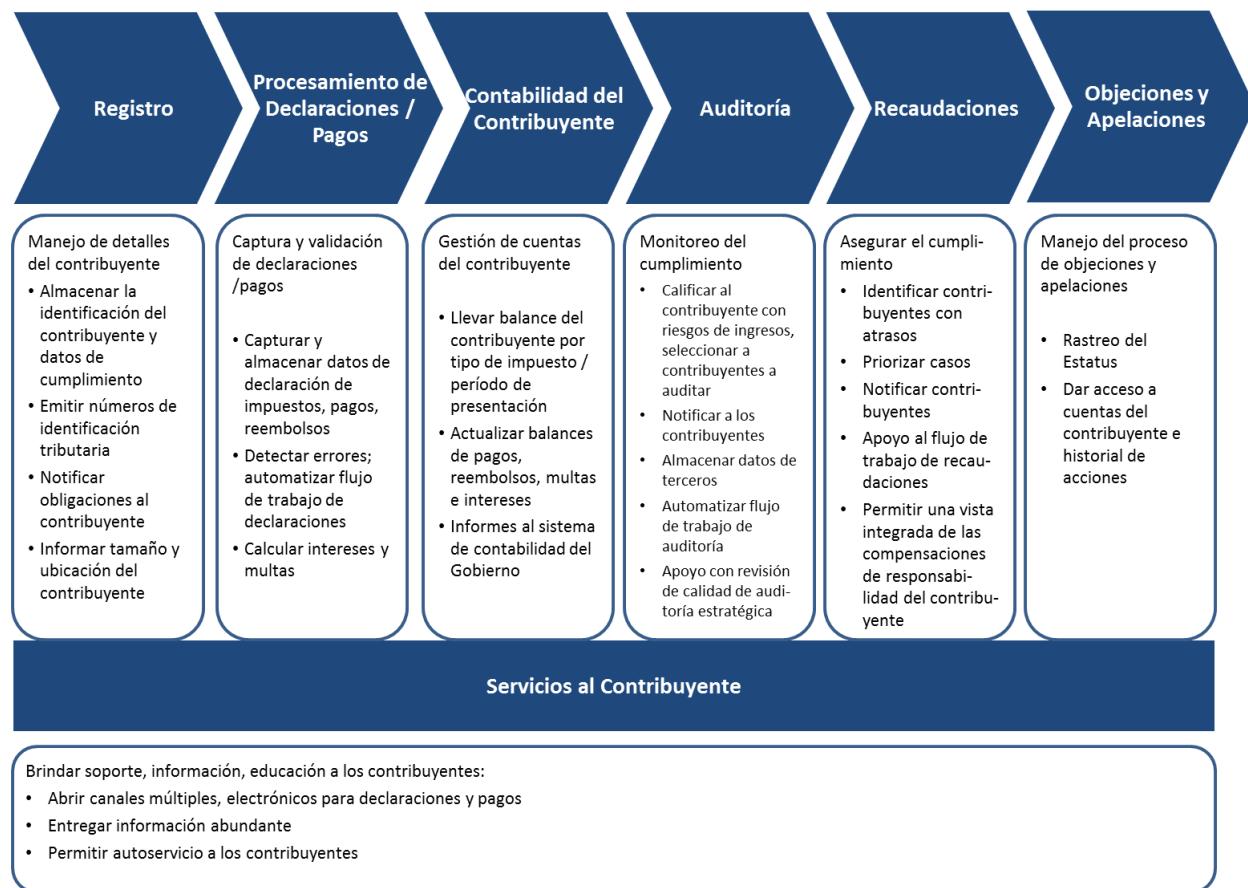 Registro
Procesamiento de
Declaraciones /
Pagos
Contabilidad del
Contribuyente
Auditoría
Recaudaciones
Objeciones y
Apelaciones
Manejo de detalles
del contribuyente
• Almacenar la
identificación del
contribuyente y
datos de
cumplimiento
• Emitir números de
identificación
tributaria
• Notificar
obligaciones al
contribuyente
• Informar tamaño y
ubicación del
contribuyente
Captura y validación
de declaraciones
/pagos
• Capturar y
almacenar datos de
declaración de
impuestos, pagos,
reembolsos
• Detectar errores;
automatizar flujo
de trabajo de
declaraciones
• Calcular intereses y
multas
Gestión de cuentas
del contribuyente
• Llevar balance del
contribuyente por
tipo de impuesto /
período de
presentación
• Actualizar balances
de pagos,
reembolsos, multas
e intereses
• Informes al sistema
de contabilidad del
Gobierno
Monitoreo del
cumplimiento
• Calificar al
contribuyente con
riesgos de ingresos,
seleccionar a
contribuyentes a
auditar
• Notificar a los
contribuyentes
• Almacenar datos de
terceros
• Automatizar flujo
de trabajo de
auditoría
• Apoyo con revisión
de calidad de audi-
toría estratégica
Asegurar el cumpli-
miento
• Identificar contri-
buyentes con
atrasos
• Priorizar casos
• Notificar contri-
buyentes
• Apoyo al flujo de
trabajo de recau-
daciones
• Permitir una vista
integrada de las
compensaciones
de responsabi-
lidad del contribu-
yente
Manejo del proceso
de objeciones y
apelaciones
• Rastreo del
Estatus
• Dar acceso a
cuentas del
contribuyente e
historial de
acciones
Servicios al Contribuyente
Brindar soporte, información, educación a los contribuyentes:
• Abrir canales múltiples, electrónicos para declaraciones y pagos
• Entregar información abundante
• Permitir autoservicio a los contribuyentes